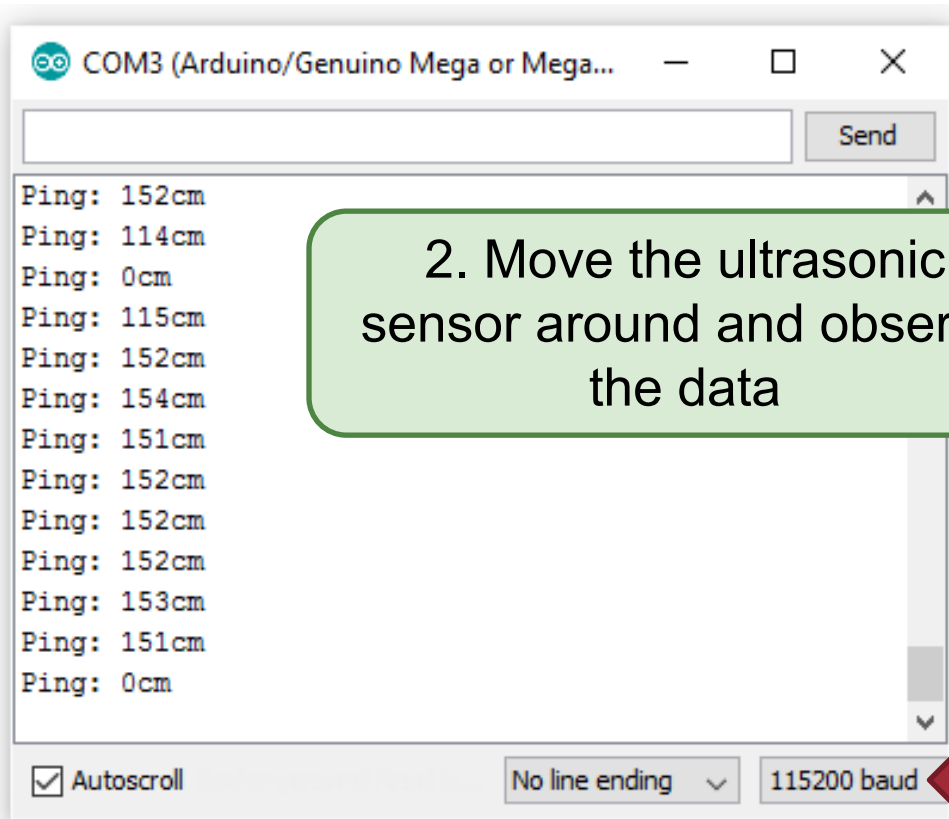 COM3 (Arduino/Genuino Mega or Mega...
Send
Ping: 152cm
Ping: 114cm
Ping: 0cm
Ping: 115cm
Ping: 152cm
Ping: 154cm
Ping: 151cm
Ping: 152cm
Ping: 152cm
Ping: 152cm
Ping: 153cm
Ping: 151cm
Ping: 0cm
2. Move the ultrasonic
sensor around and obser
the data
Autoscroll
No line ending
115200 baud